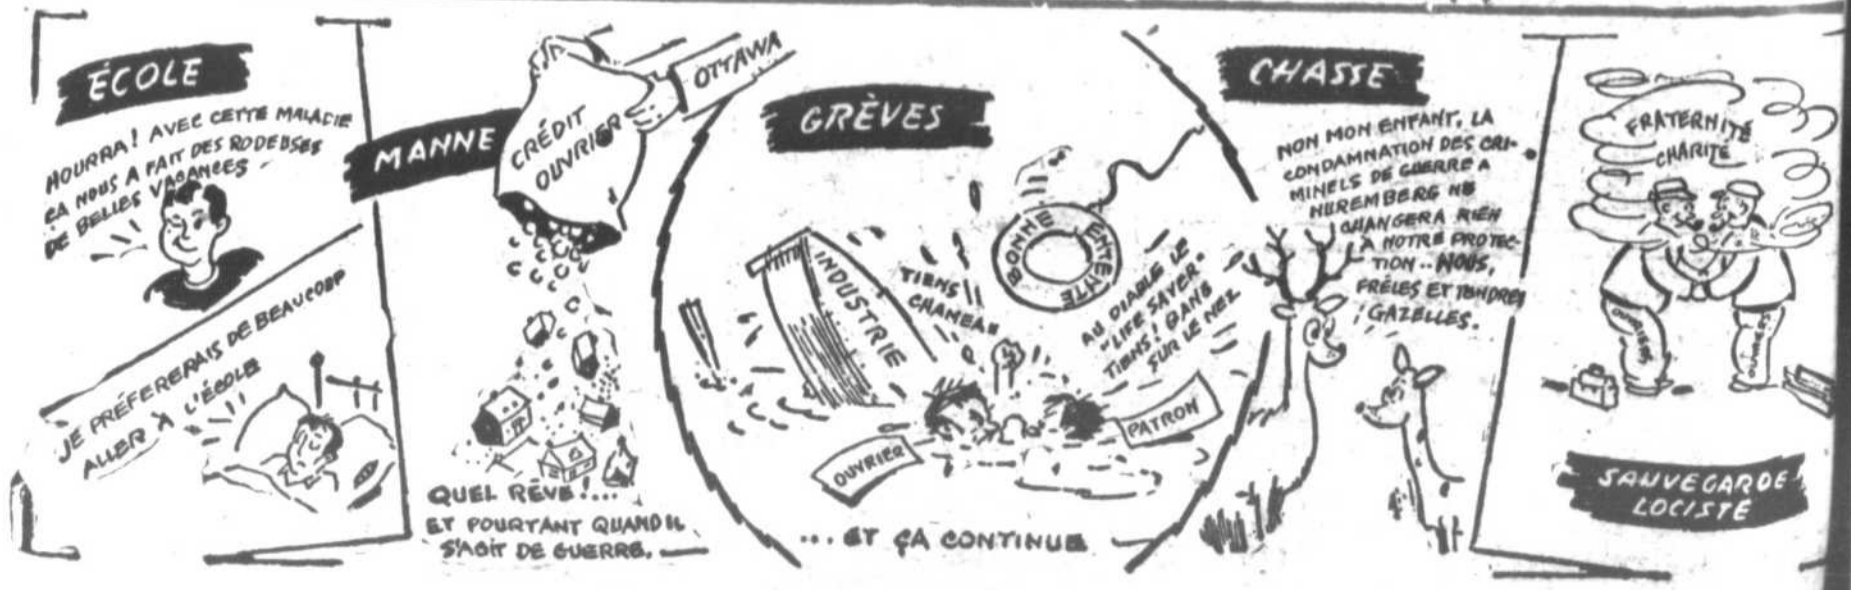 ÉCOLE
HOURRA! AVEC CETTE MALADIE
ÇA NOUS A FAIT DES RODEUSES
DE BELLES VACANCES -
JE PRÉFERERAIS DE BEAUCOUP
ALLER À L'ÉCOLE
MANNE
CRÉDIT
OUVRIER
OTTAWA
QUEL RÊVE!...
ET POURTANT QUAND IL
S'AGIT DE GUERRE.
GRÈVES
INDUSTRIE
TIENS
CHAMEAU
BONNE ENTENTE
AU DIABLE LE
"LIFE SAVER"
TIENS! BANG
SUR LE NEZ
OUVRIER
PATRON
... ET ÇA CONTINUE
CHASSE
NON MON ENFANT, LA
CONDAMNATION DES CRI-
MINELS DE GUERRE A
NUREMBERG NE
CHANGERA RIEN
A NOTRE PROTEC-
TION.. NOUS,
FRÊLES ET TENDRES
GAZELLES.
FRATERNITÉ
CHARITÉ
OUVRIERS
SAUVEGARDE
LOCISTE